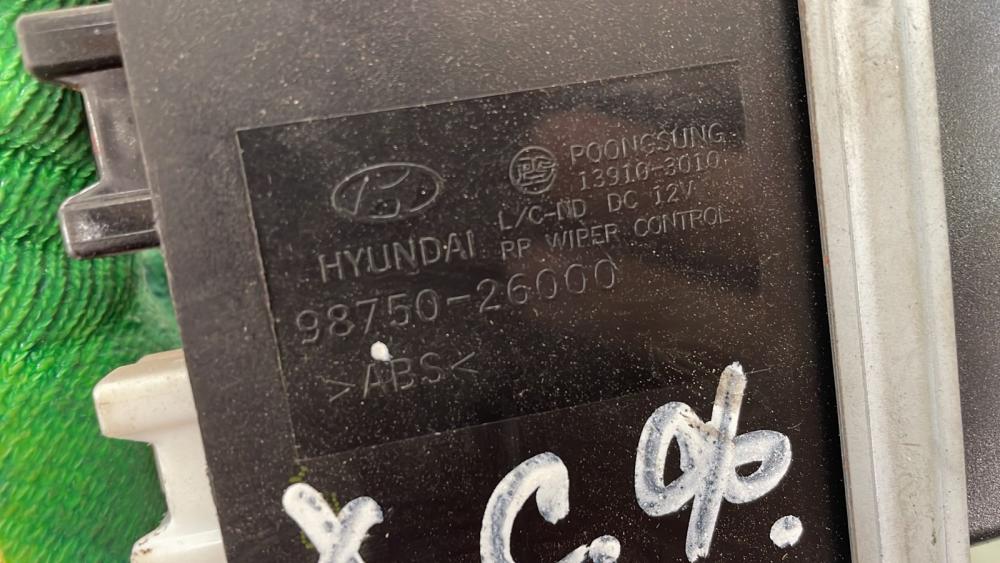 POONGSUNG
13910-3010
L/C-ND DC 12V
HYUNDAI RR WIPER CONTROL
98750-26000
>ABS<
X C. Ф.